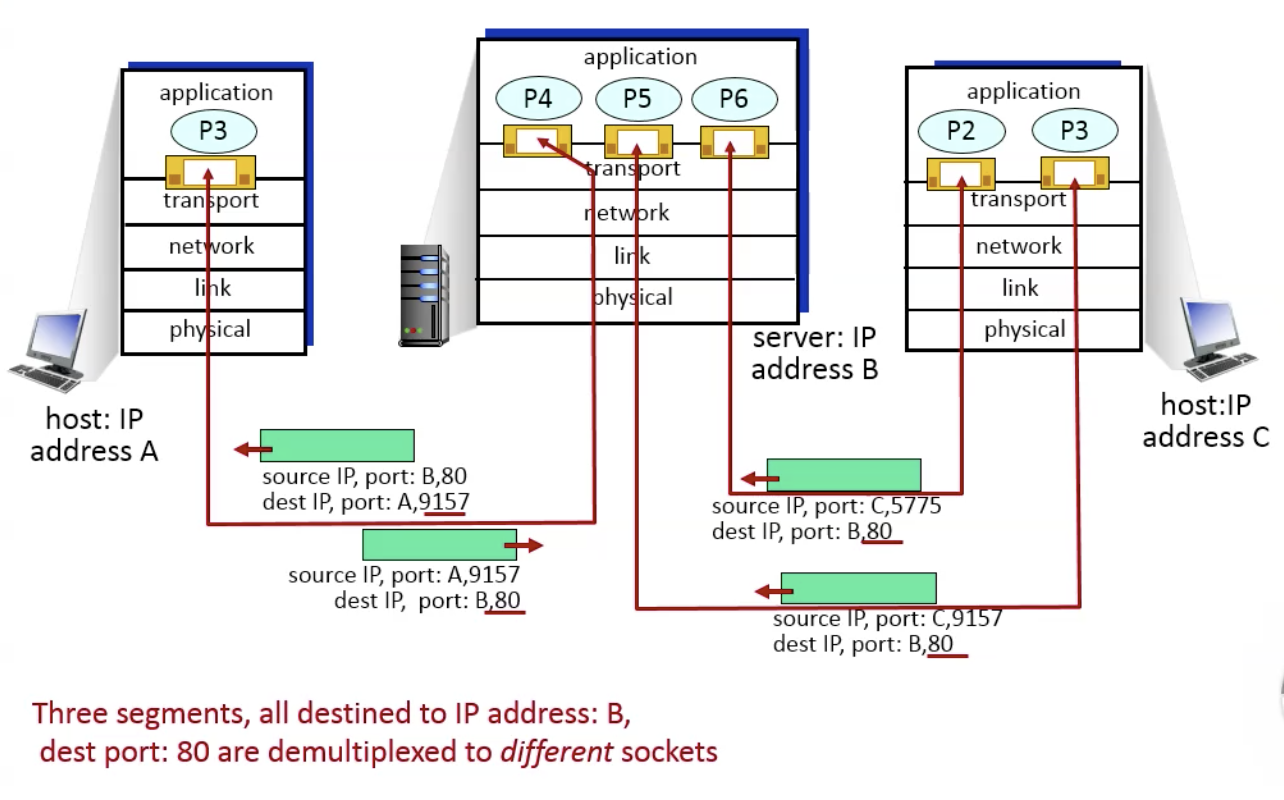 application
P3
transport
network
link
physical
host: IP
address A
application
P4 P5 P6
transport
network
link
physical
server: IP
address B
application
P2 P3
transport
network
link
physical
host:IP
address C
source IP, port: B,80
dest IP, port: A,9157
source IP, port: A,9157
dest IP, port: B,80
source IP, port: C,5775
dest IP, port: B,80
source IP, port: C,9157
dest IP, port: B,80
Three segments, all destined to IP address: B,
dest port: 80 are demultiplexed to different sockets